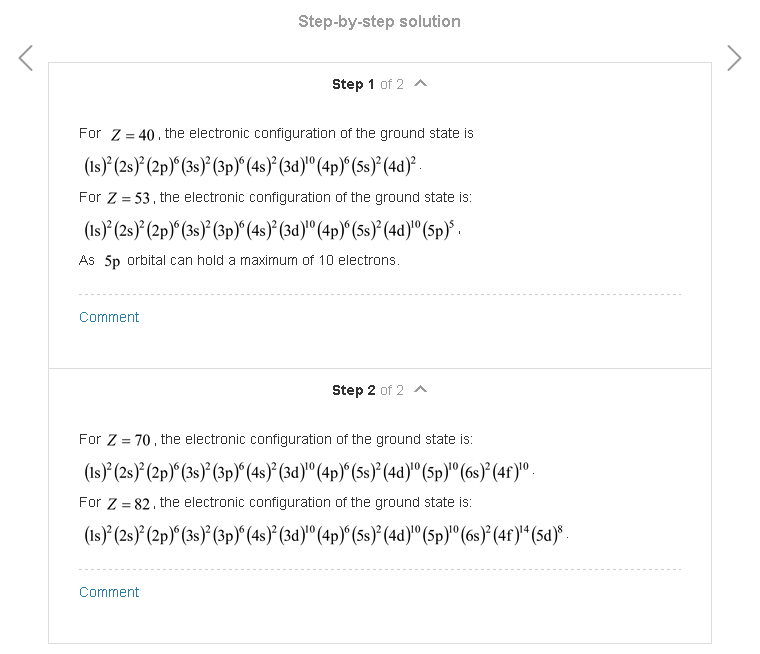 Step-by-step solution
Step 1 of 2
For Z = 40, the electronic configuration of the ground state is
(1s)²(2s)²(2p)⁶(3s)²(3p)⁶(4s)²(3d)¹⁰(4p)⁶(5s)²(4d)².
For Z = 53, the electronic configuration of the ground state is:
(1s)²(2s)²(2p)⁶(3s)²(3p)⁶(4s)²(3d)¹⁰(4p)⁶(5s)²(4d)¹⁰(5p)⁵.
As 5p orbital can hold a maximum of 10 electrons.
Comment
Step 2 of 2
For Z = 70, the electronic configuration of the ground state is:
(1s)²(2s)²(2p)⁶(3s)²(3p)⁶(4s)²(3d)¹⁰(4p)⁶(5s)²(4d)¹⁰(5p)¹⁰(6s)²(4f)¹⁰.
For Z = 82, the electronic configuration of the ground state is:
(1s)²(2s)²(2p)⁶(3s)²(3p)⁶(4s)²(3d)¹⁰(4p)⁶(5s)²(4d)¹⁰(5p)¹⁰(6s)²(4f)¹⁴(5d)⁸.
Comment